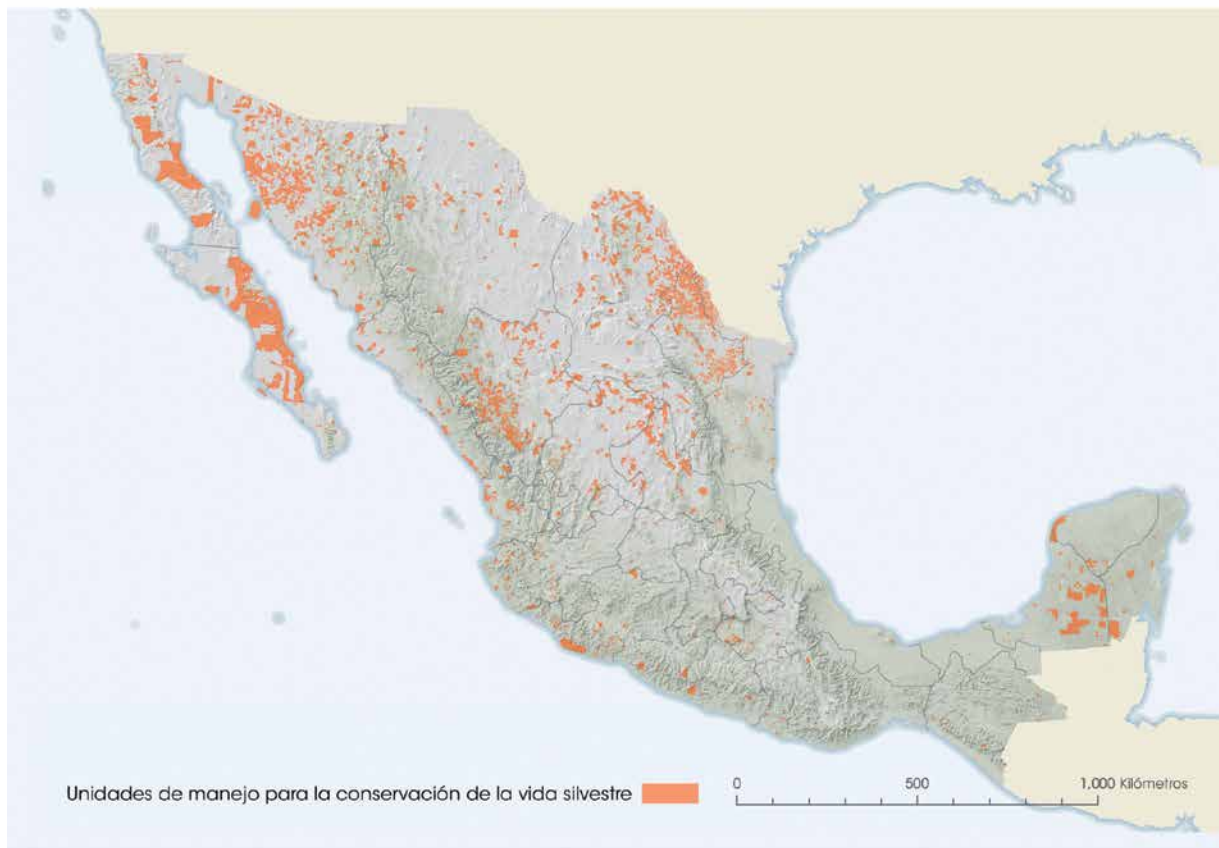 Unidades de manejo para la conservación de la vida silvestre
0 500 1,000 Kilómetros